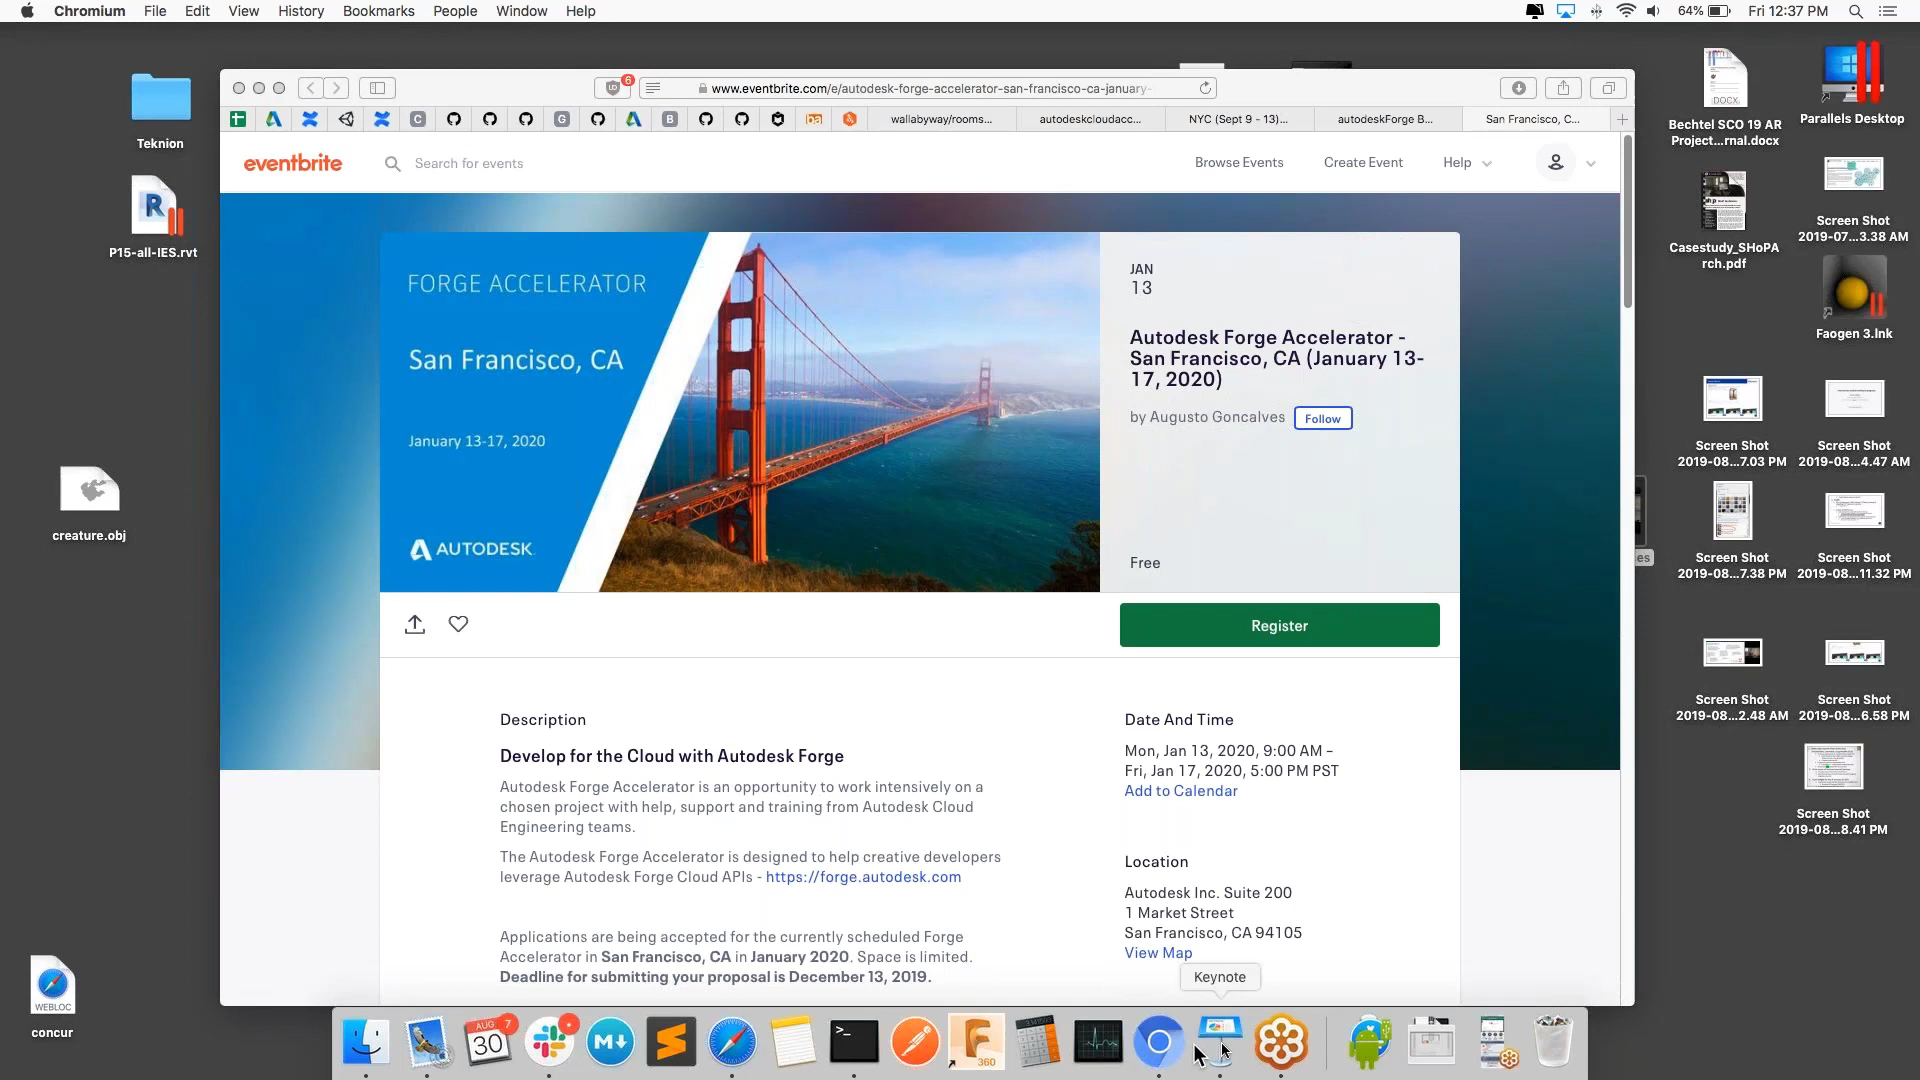 Chromium File Edit View History Bookmarks People Window Help
64% Fri 12:37 PM
6
www.eventbrite.com/e/autodesk-forge-accelerator-san-francisco-ca-january-
wallabyway/rooms... autodeskcloudacc... NYC (Sept 9 - 13)... autodeskForge B... San Francisco, C...
eventbrite
Search for events
Browse Events
Create Event
Help
FORGE ACCELERATOR
San Francisco, CA
January 13-17, 2020
AUTODESK
JAN
13
Autodesk Forge Accelerator -
San Francisco, CA (January 13-
17, 2020)
by Augusto Goncalves Follow
Free
Register
Description
Develop for the Cloud with Autodesk Forge
Autodesk Forge Accelerator is an opportunity to work intensively on a
chosen project with help, support and training from Autodesk Cloud
Engineering teams.
The Autodesk Forge Accelerator is designed to help creative developers
leverage Autodesk Forge Cloud APIs - https://forge.autodesk.com
Applications are being accepted for the currently scheduled Forge
Accelerator in San Francisco, CA in January 2020. Space is limited.
Deadline for submitting your proposal is December 13, 2019.
Date And Time
Mon, Jan 13, 2020, 9:00 AM –
Fri, Jan 17, 2020, 5:00 PM PST
Add to Calendar
Location
Autodesk Inc. Suite 200
1 Market Street
San Francisco, CA 94105
View Map
Keynote
Teknion
R
P15-all-IES.rvt
creature.obj
WEBLOC
concur
DOCX
Bechtel SCO 19 AR
Project...rnal.docx
Parallels Desktop
Casestudy_SHoPA
rch.pdf
Screen Shot
2019-07...3.38 AM
Faogen 3.lnk
Screen Shot
2019-08...7.03 PM
Screen Shot
2019-08...4.47 AM
es
Screen Shot
2019-08...7.38 PM
Screen Shot
2019-08...11.32 PM
Screen Shot
2019-08...2.48 AM
Screen Shot
2019-08...6.58 PM
Screen Shot
2019-08...8.41 PM
AUG.
30
7
M
360